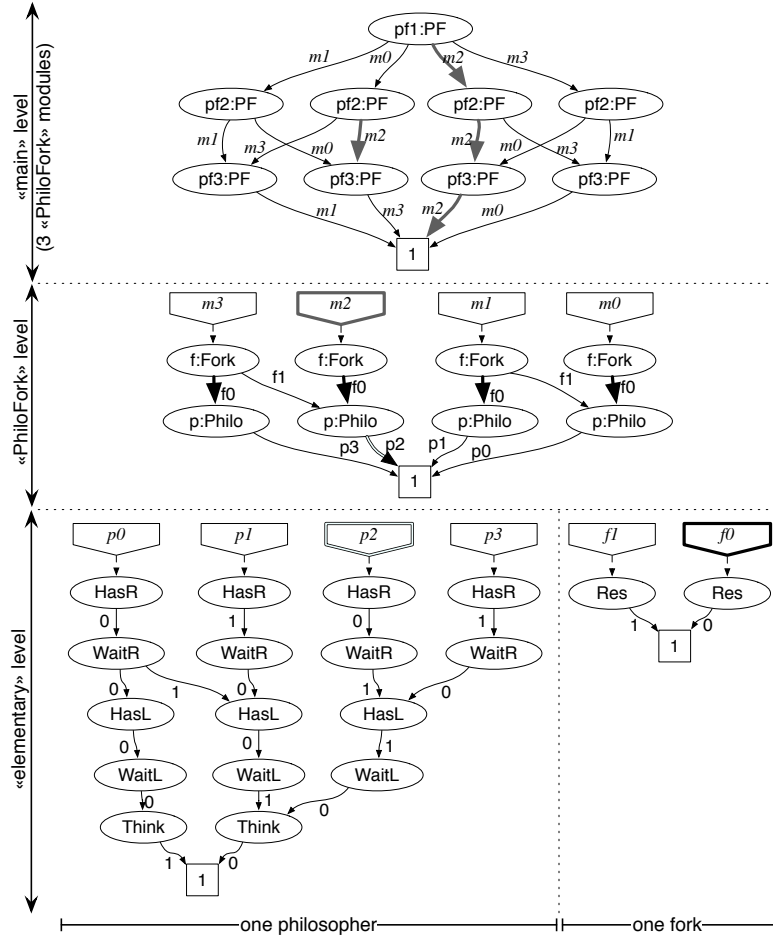 pf1:PF
m1 m0 m2 m3
pf2:PF pf2:PF pf2:PF pf2:PF
m1 m3 m0 m2 m2 m0 m3 m1
pf3:PF pf3:PF pf3:PF pf3:PF
m1 m3 m2 m0
1
«main» level
(3 «PhiloFork» modules)
m3 m2 m1 m0
f:Fork f:Fork f:Fork f:Fork
f0 f1 f0 f0 f1 f0
p:Philo p:Philo p:Philo p:Philo
p3 p2 p1 p0
1
«PhiloFork» level
p0 p1 p2 p3 f1 f0
HasR HasR HasR HasR Res Res
0 1 0 1 1 0
1
WaitR WaitR WaitR WaitR
0 1 0 1 0
HasL HasL HasL
0 0 1
WaitL WaitL WaitL
0 1 0
Think Think
1 0
1
«elementary» level
one philosopher one fork